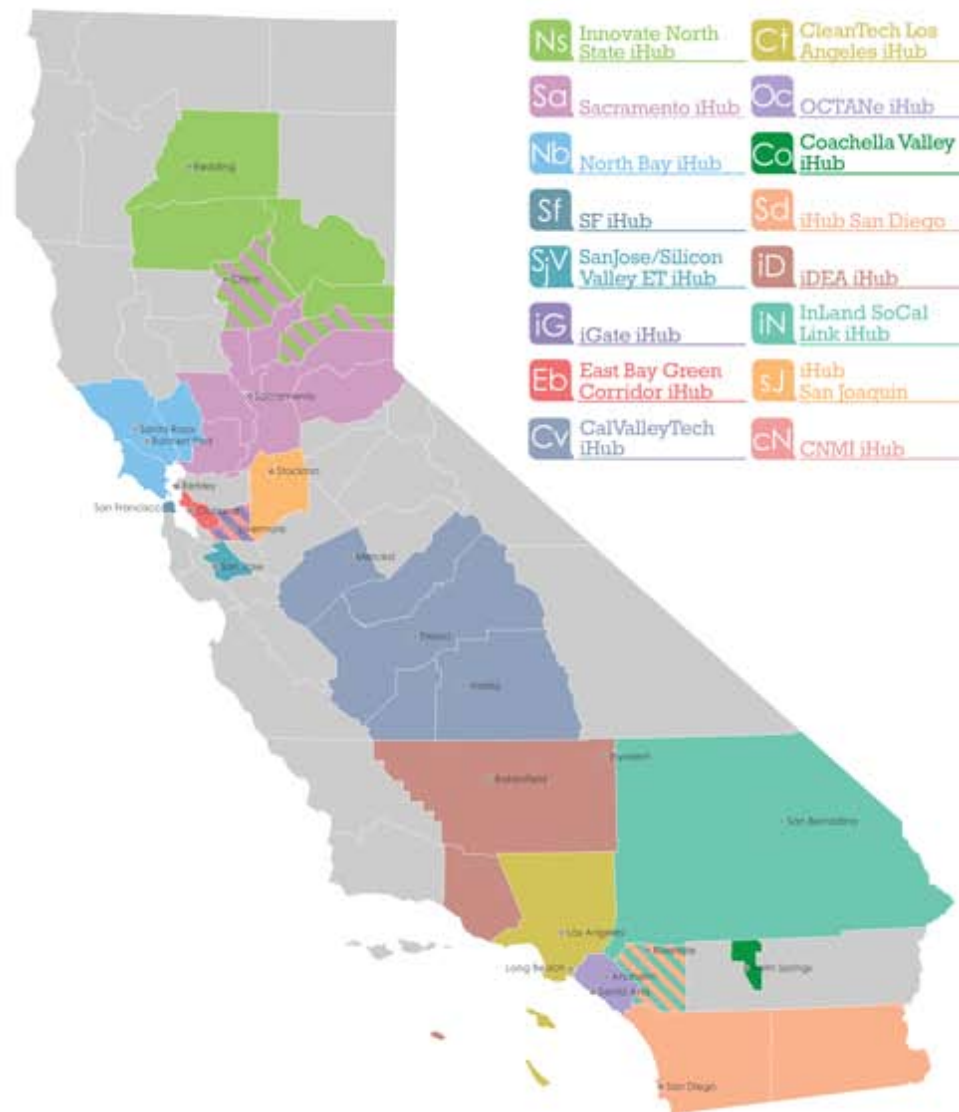 Ns Innovate North
State iHub
Ct CleanTech Los
Angeles iHub
Sa Sacramento iHub
Oc OCTANe iHub
Nb North Bay iHub
Co Coachella Valley
iHub
Sf SF iHub
Sd iHub San Diego
SjV SanJose/Silicon
Valley ET iHub
iD iDEA iHub
iG iGate iHub
iN InLand SoCal
Link iHub
Eb East Bay Green
Corridor iHub
sJ iHub
San Joaquin
Cv CalValleyTech
iHub
cN CNMI iHub
Redding
Chico
Sacramento
Santa Rosa
Stockton
San Francisco
San Jose
Merced
Fresno
Bakersfield
San Bernardino
Los Angeles
Long Beach
Palm Springs
Anaheim
Santa Ana
San Diego